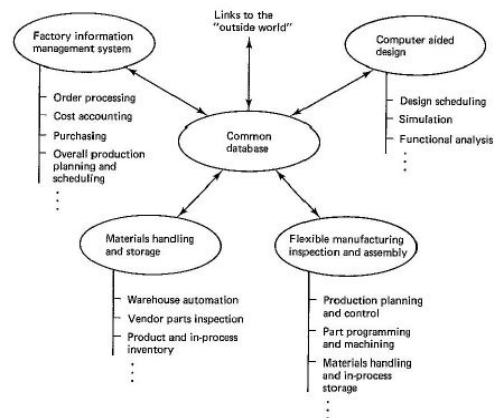 Links to the
"outside world"
Factory information
management system
Order processing
Cost accounting
Purchasing
Overall production
planning and
scheduling
Computer aided
design
Design scheduling
Simulation
Functional analysis
Common
database
Materials handling
and storage
Warehouse automation
Vendor parts inspection
Product and in-process
inventory
Flexible manufacturing
inspection and assembly
Production planning
and control
Part programming
and machining
Materials handling
and in-process
storage